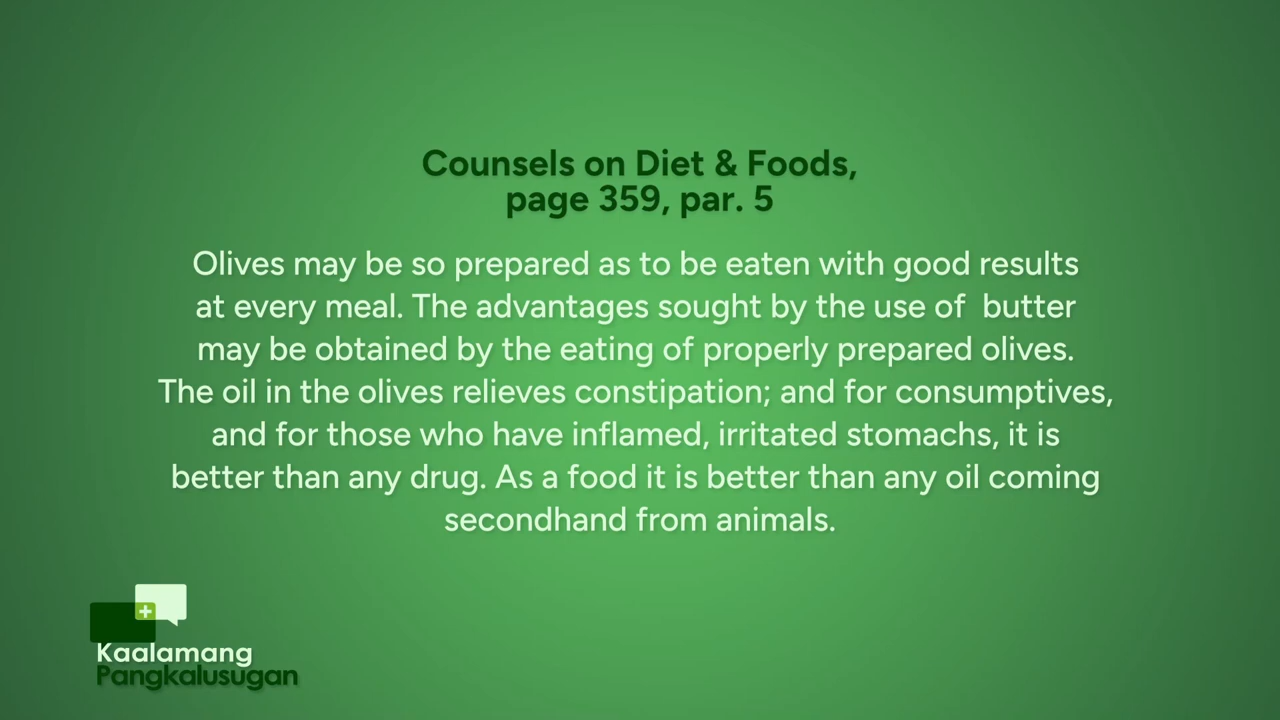 Counsels on Diet & Foods,
page 359, par. 5
Olives may be so prepared as to be eaten with good results
at every meal. The advantages sought by the use of  butter
may be obtained by the eating of properly prepared olives.
The oil in the olives relieves constipation; and for consumptives,
and for those who have inflamed, irritated stomachs, it is
better than any drug. As a food it is better than any oil coming
secondhand from animals.
Kaalamang
Pangkalusugan